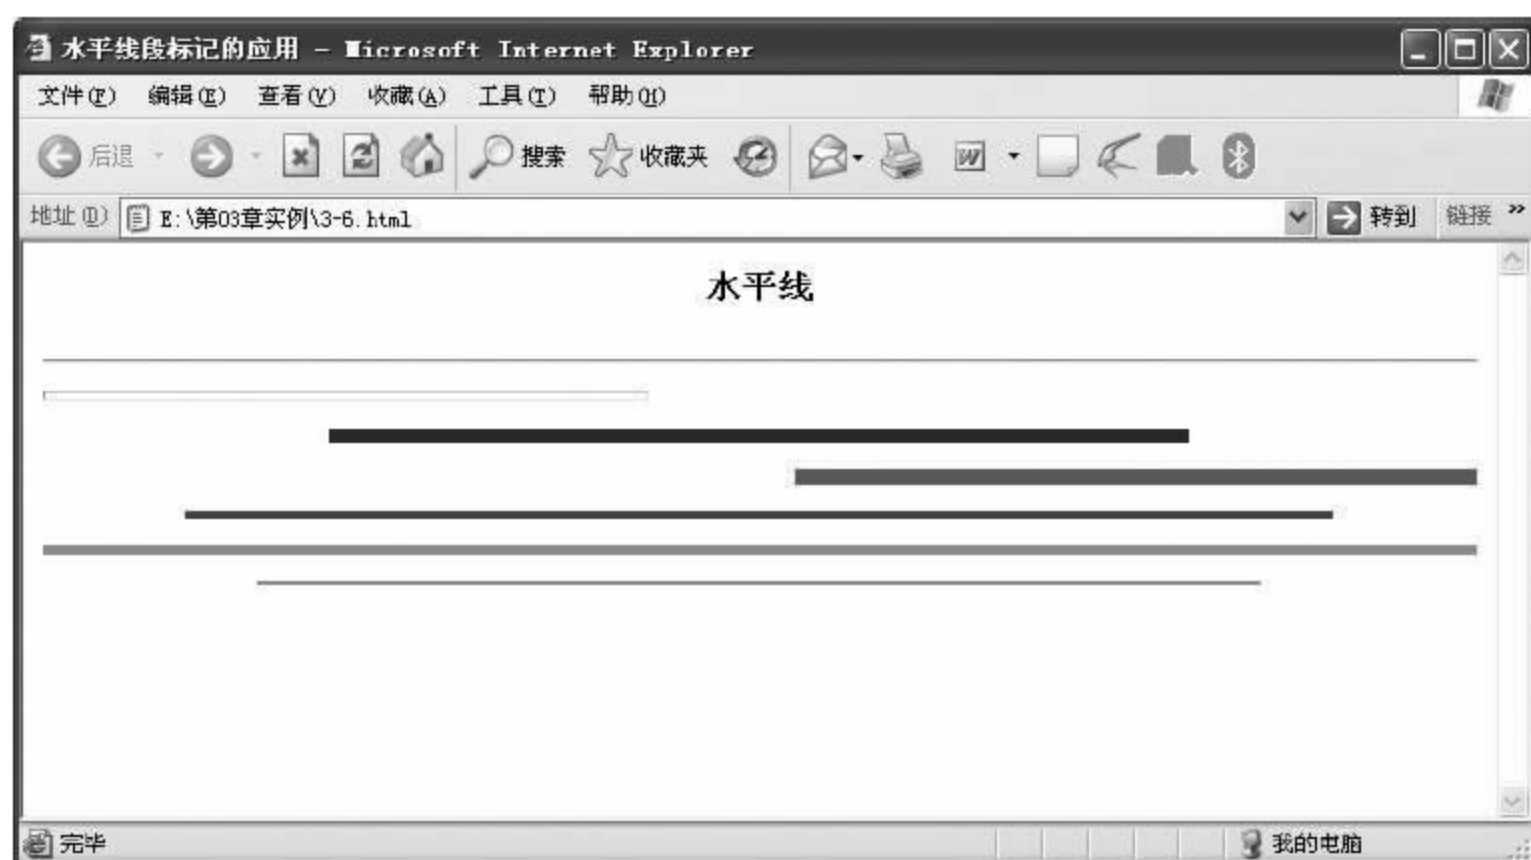 水平线段标记的应用 - Microsoft Internet Explorer
文件(F) 编辑(E) 查看(V) 收藏(A) 工具(T) 帮助(H)
后退 搜索 收藏夹 W
地址(D) E:\第03章实例\3-6.html 转到 链接 »
水平线
完毕 我的电脑